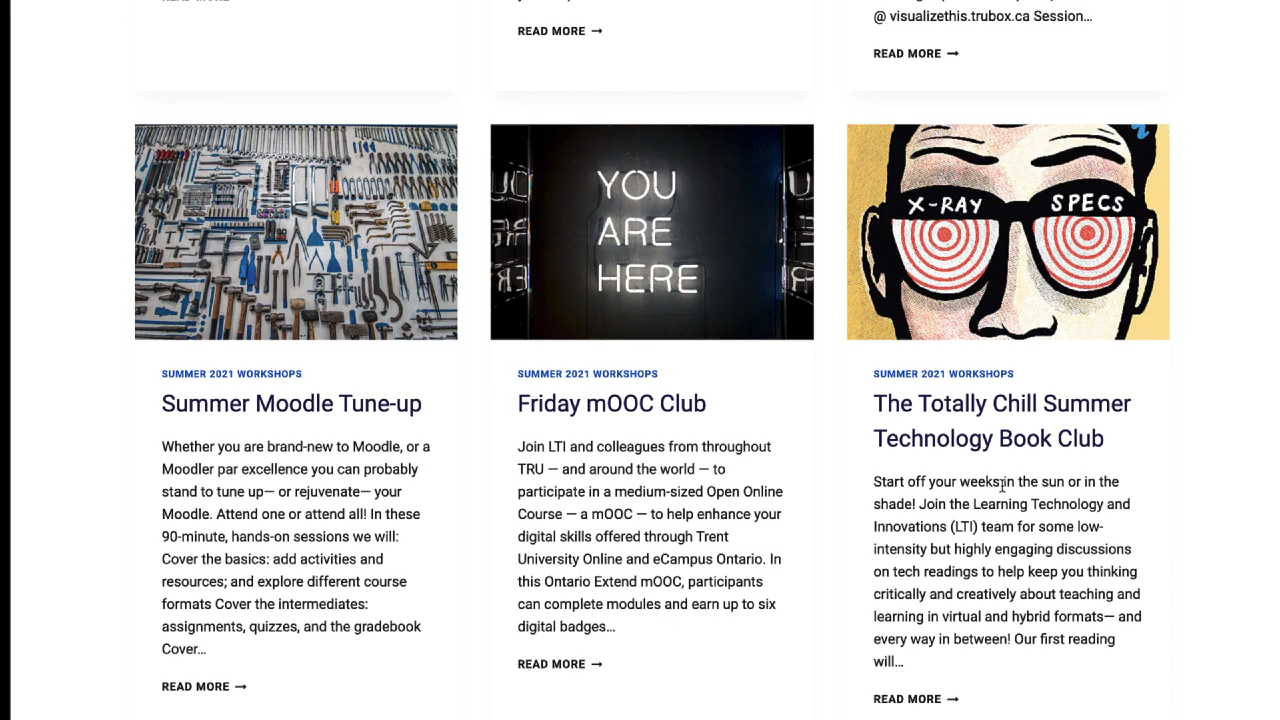 READ MORE →
@ visualizethis.trubox.ca Session...
READ MORE →
YOU
ARE
HERE
X-RAY SPECS
SUMMER 2021 WORKSHOPS
Summer Moodle Tune-up
Whether you are brand-new to Moodle, or a
Moodler par excellence you can probably
stand to tune up— or rejuvenate— your
Moodle. Attend one or attend all! In these
90-minute, hands-on sessions we will:
Cover the basics: add activities and
resources; and explore different course
formats Cover the intermediates:
assignments, quizzes, and the gradebook
Cover...
READ MORE →
SUMMER 2021 WORKSHOPS
Friday mOOC Club
Join LTI and colleagues from throughout
TRU — and around the world — to
participate in a medium-sized Open Online
Course — a mOOC — to help enhance your
digital skills offered through Trent
University Online and eCampus Ontario. In
this Ontario Extend mOOC, participants
can complete modules and earn up to six
digital badges...
READ MORE →
SUMMER 2021 WORKSHOPS
The Totally Chill Summer
Technology Book Club
Start off your weeks in the sun or in the
shade! Join the Learning Technology and
Innovations (LTI) team for some low-
intensity but highly engaging discussions
on tech readings to help keep you thinking
critically and creatively about teaching and
learning in virtual and hybrid formats— and
every way in between! Our first reading
will...
READ MORE →